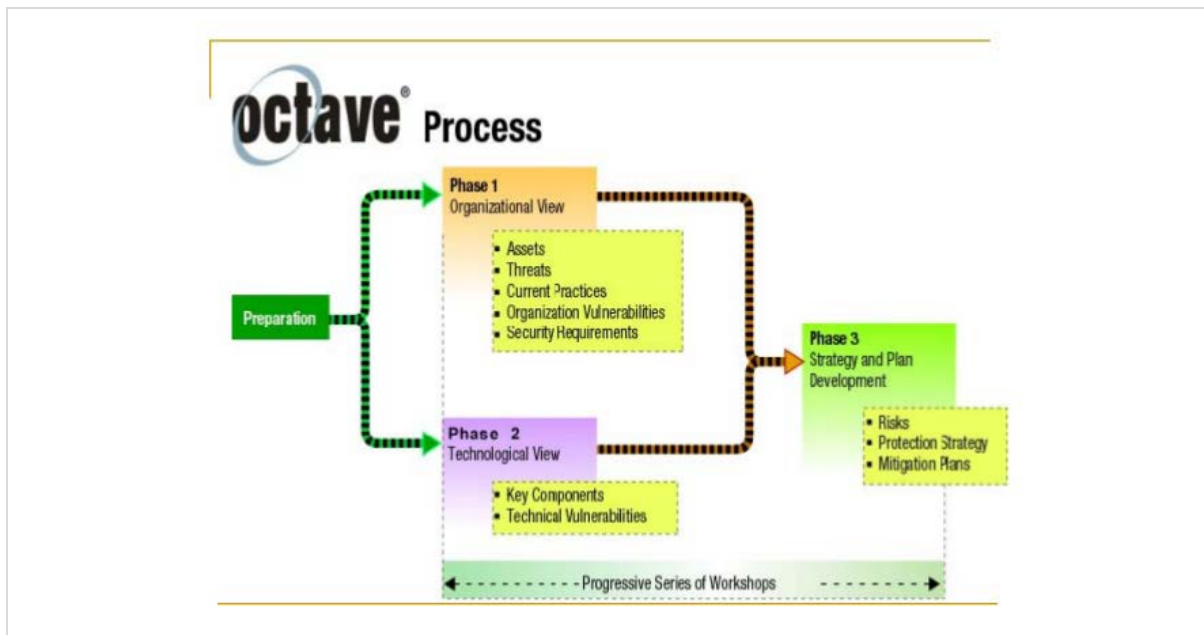 octave® Process
Phase 1
Organizational View
▪ Assets
▪ Threats
▪ Current Practices
▪ Organization Vulnerabilities
▪ Security Requirements
Preparation
Phase 3
Strategy and Plan
Development
▪ Risks
▪ Protection Strategy
▪ Mitigation Plans
Phase 2
Technological View
▪ Key Components
▪ Technical Vulnerabilities
Progressive Series of Workshops